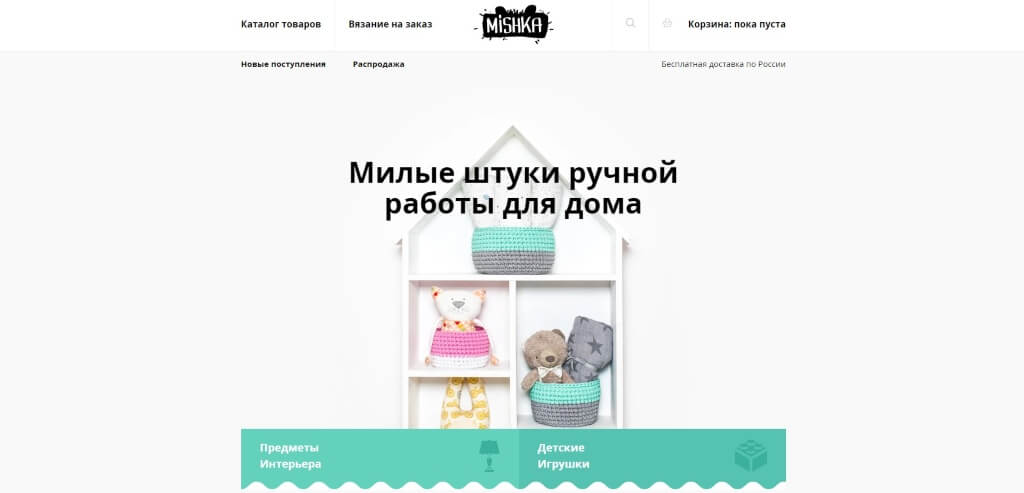 Каталог товаров
Вязание на заказ
MiSHKA
Корзина: пока пуста
Новые поступления
Распродажа
Бесплатная доставка по России
Милые штуки ручной
работы для дома
Предметы
Интерьера
Детские
Игрушки